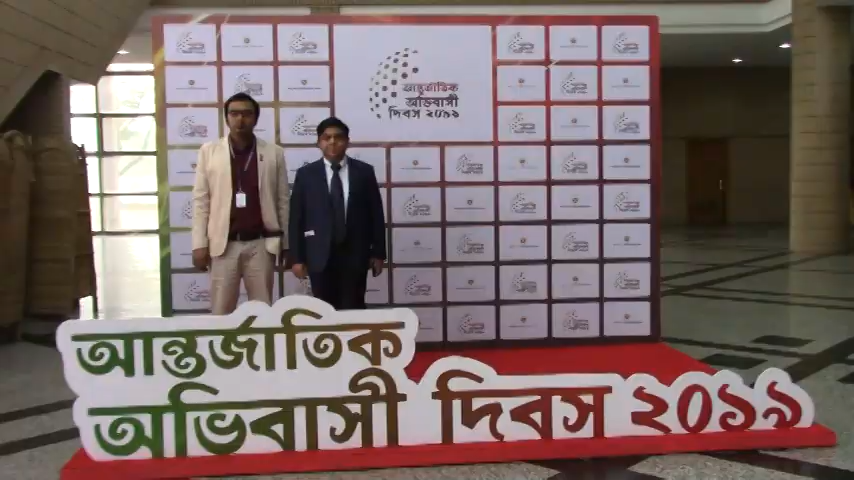 আন্তর্জাতিক
অভিবাসী
দিবস ২০১৯
আন্তর্জাতিক
অভিবাসী দিবস ২০১৯